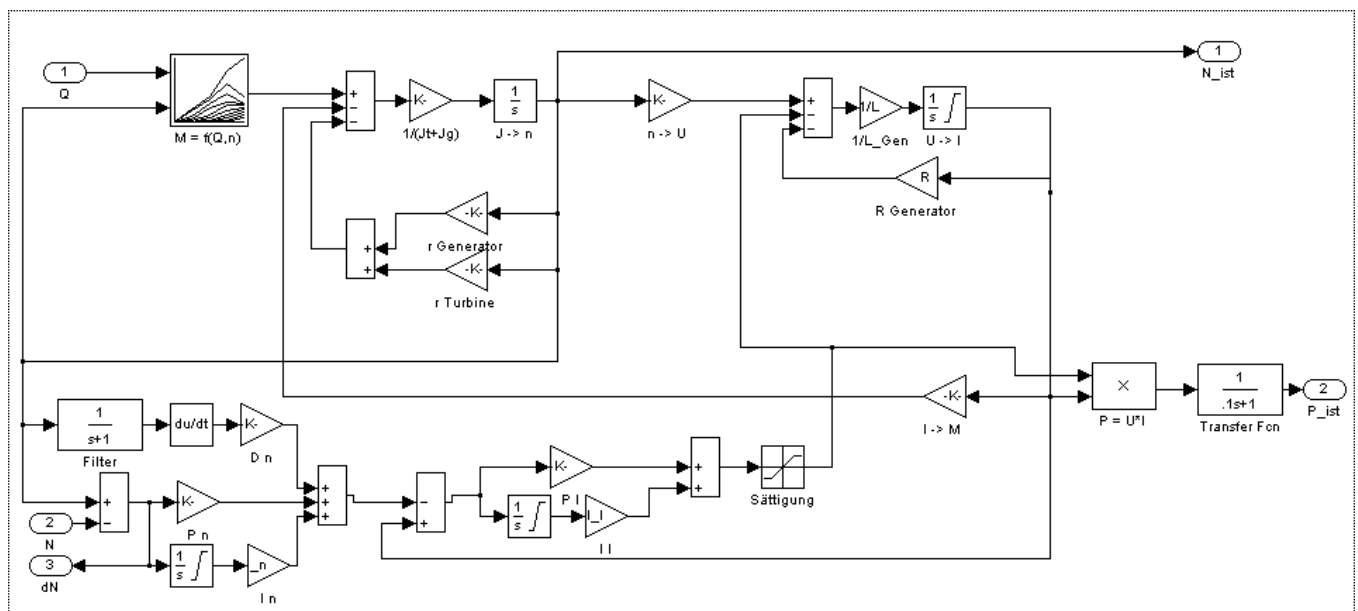 1
Q
M = f(Q,n)
+
−
−
K-
1/(Jt+Jg)
1
s
J -> n
K-
n -> U
+
−
−
1/L
1/L_Gen
1
s
U -> I
1
N_ist
R
R Generator
-K-
r Generator
+
+
-K-
r Turbine
-K-
I -> M
×
P = U*I
1
.1s+1
Transfer Fcn
2
P_ist
1
s+1
Filter
du/dt
K-
D n
+
−
2
N
3
dN
K-
P n
1
s
_n
I n
+
+
+
−
+
K-
P I
1
s
I_I
I I
+
+
Sättigung